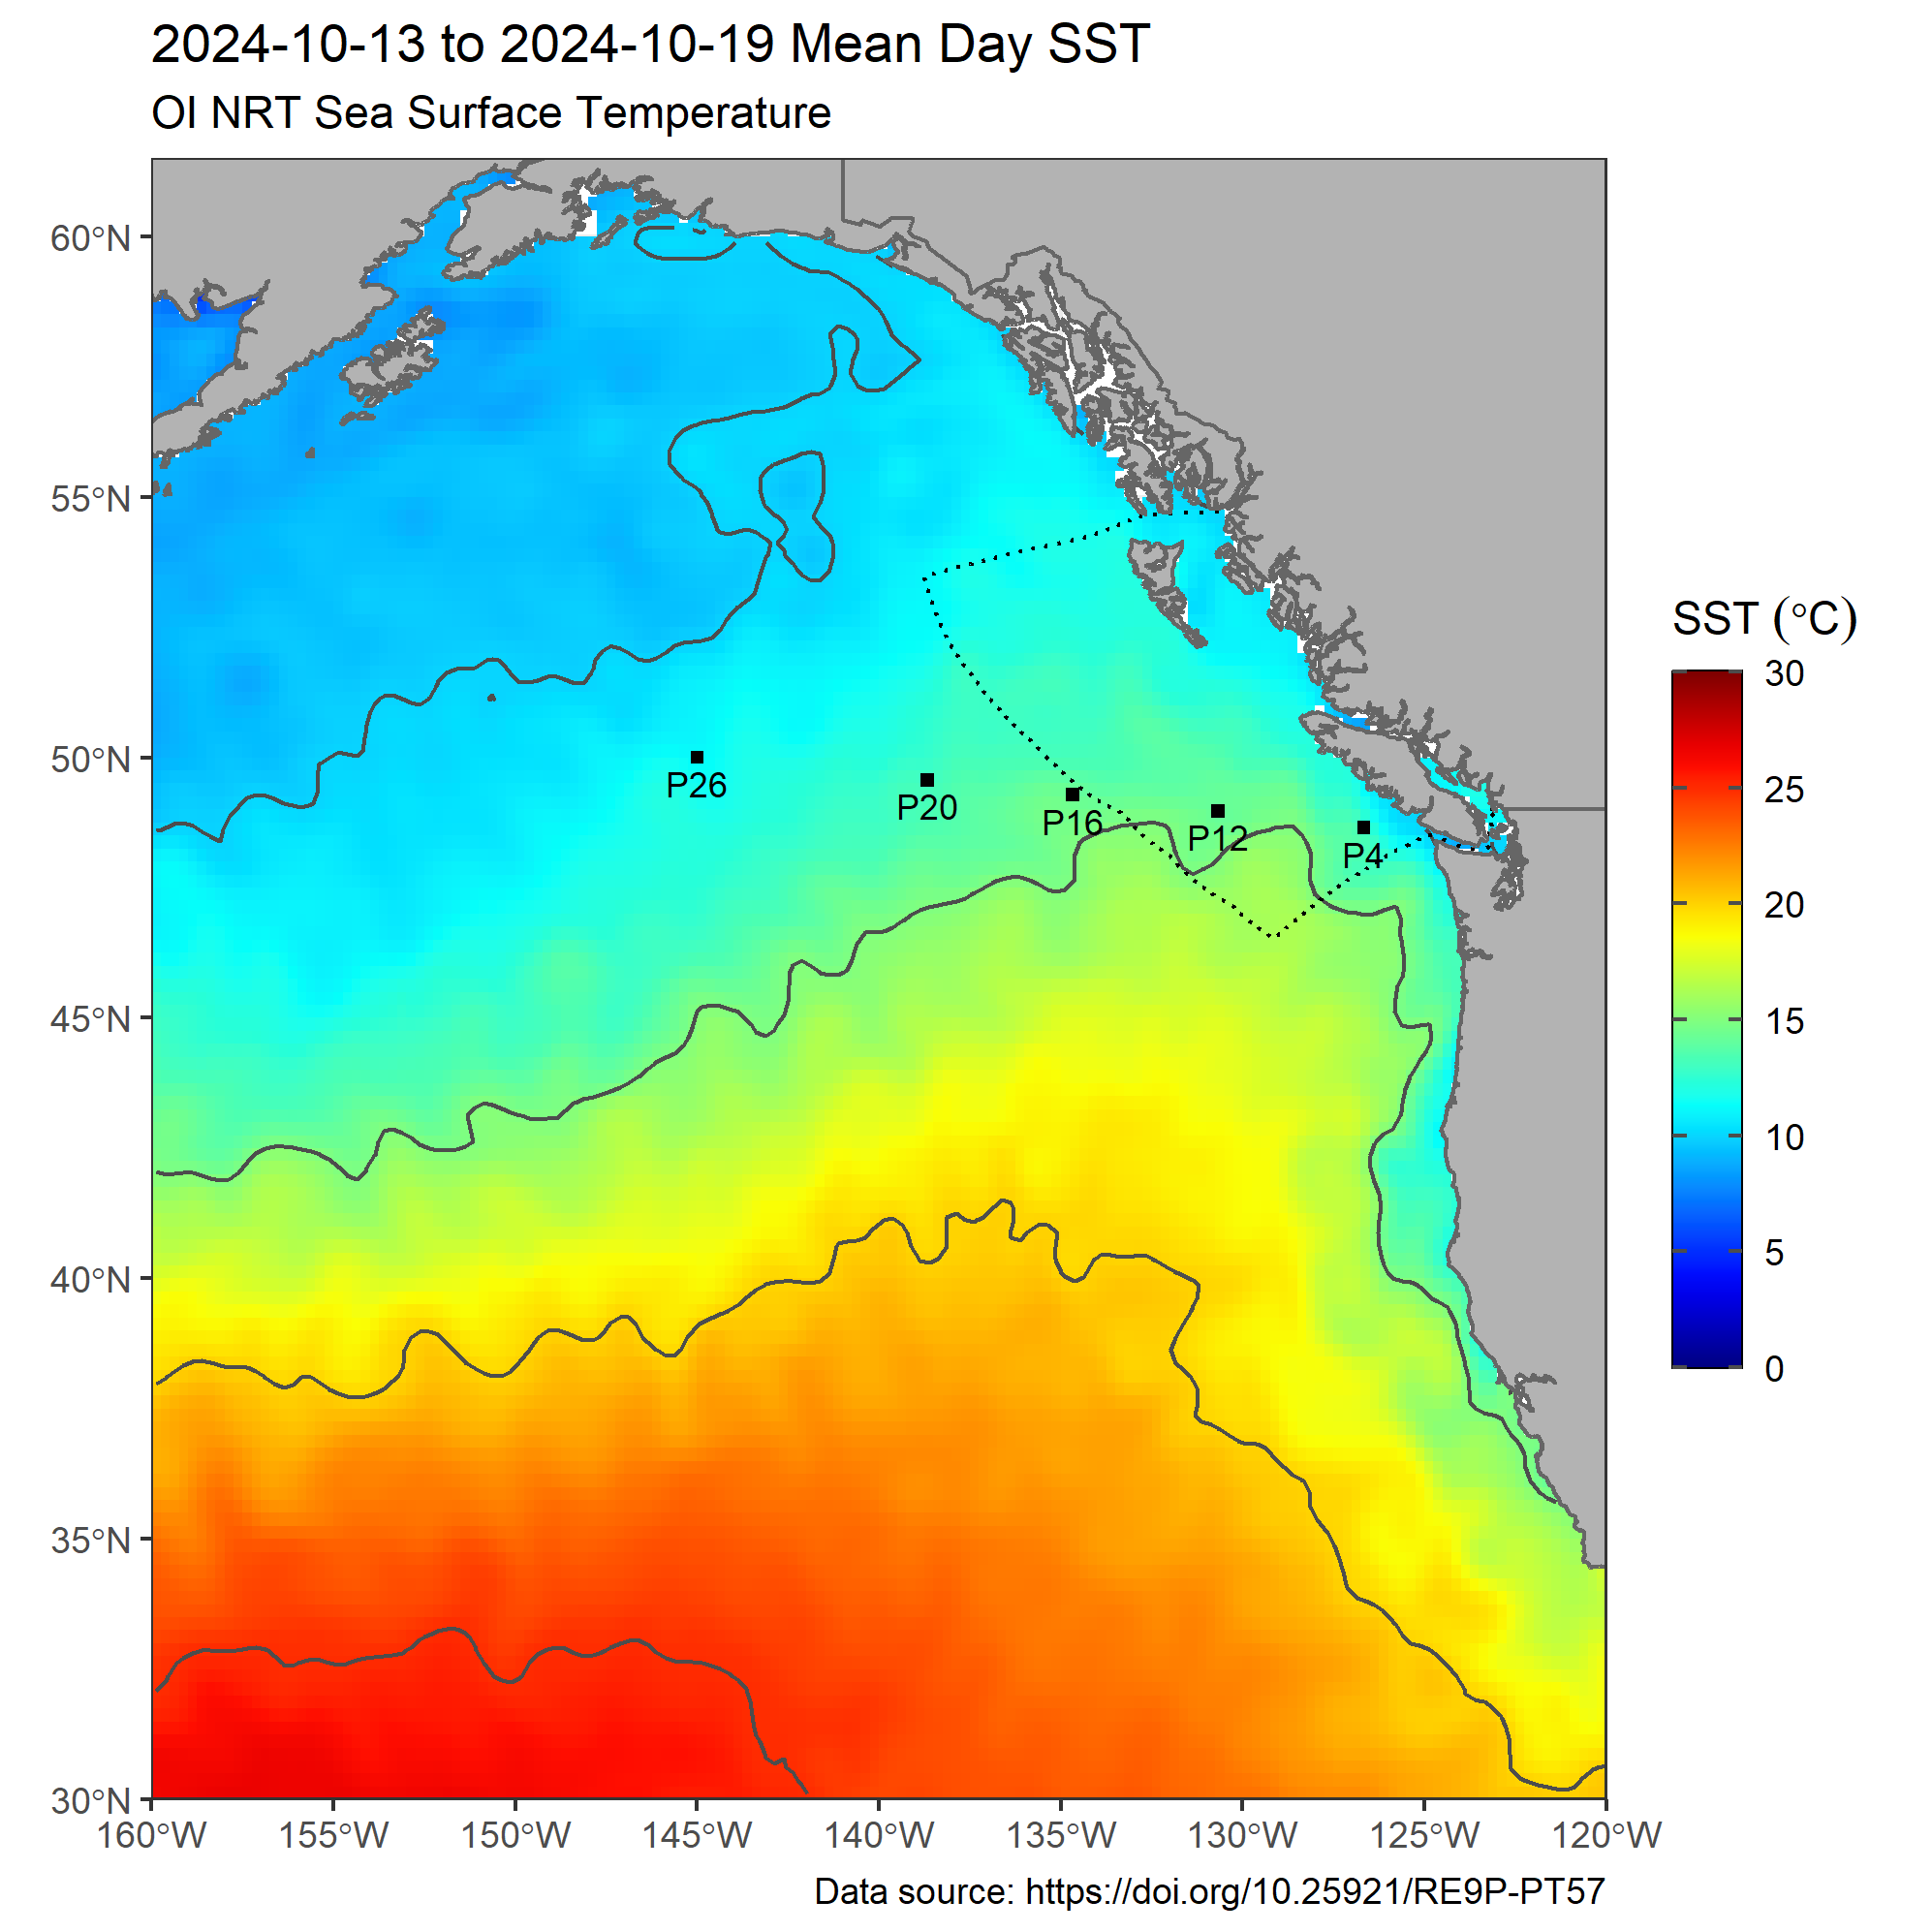 2024-10-13 to 2024-10-19 Mean Day SST
OI NRT Sea Surface Temperature
60°N
55°N
50°N
45°N
40°N
35°N
30°N
P26
P20
P16
P12
P4
160°W 155°W 150°W 145°W 140°W 135°W 130°W 125°W 120°W
SST (°C)
30
25
20
15
10
5
0
Data source: https://doi.org/10.25921/RE9P-PT57